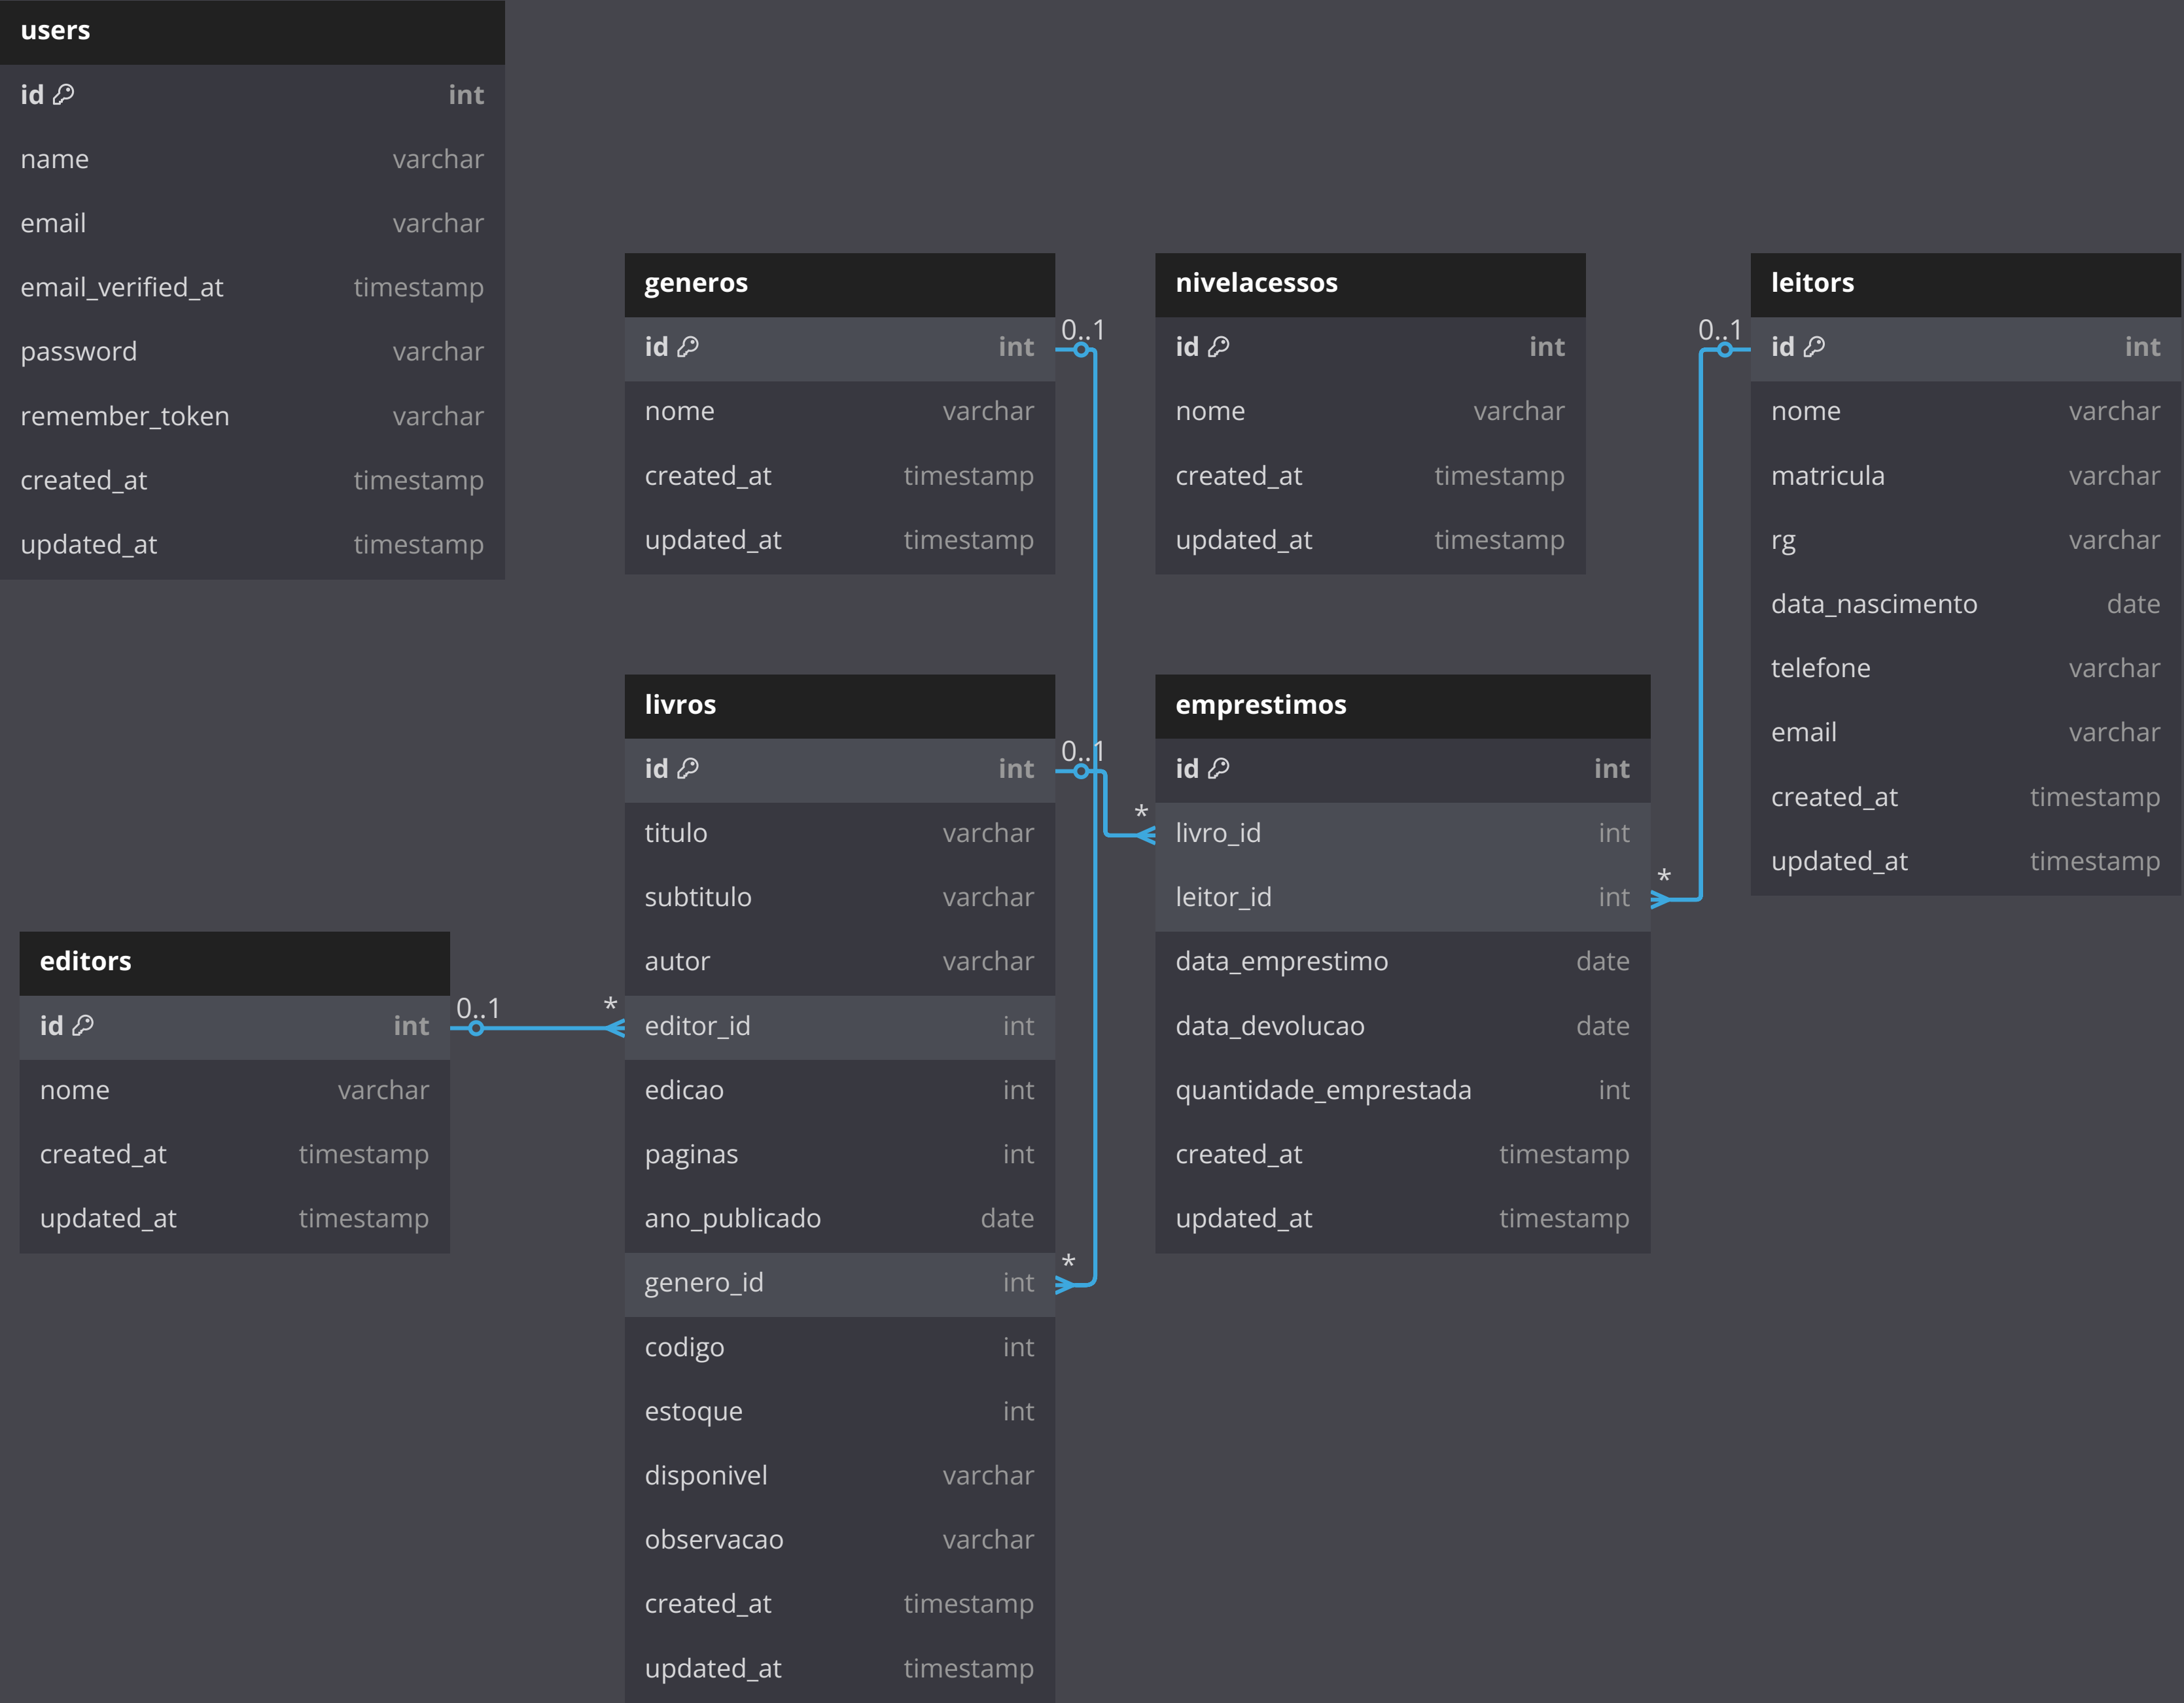 users
id int
name varchar
email varchar
email_verified_at timestamp
password varchar
remember_token varchar
created_at timestamp
updated_at timestamp
generos
id int
nome varchar
created_at timestamp
updated_at timestamp
0..1
nivelacessos
id int
nome varchar
created_at timestamp
updated_at timestamp
0..1
leitors
id int
nome varchar
matricula varchar
rg varchar
data_nascimento date
telefone varchar
email varchar
created_at timestamp
updated_at timestamp
editors
id int
nome varchar
created_at timestamp
updated_at timestamp
0..1
*
livros
id int
titulo varchar
subtitulo varchar
autor varchar
editor_id int
edicao int
paginas int
ano_publicado date
genero_id int
codigo int
estoque int
disponivel varchar
observacao varchar
created_at timestamp
updated_at timestamp
0..1
*
*
emprestimos
id int
livro_id int
leitor_id int
data_emprestimo date
data_devolucao date
quantidade_emprestada int
created_at timestamp
updated_at timestamp
*